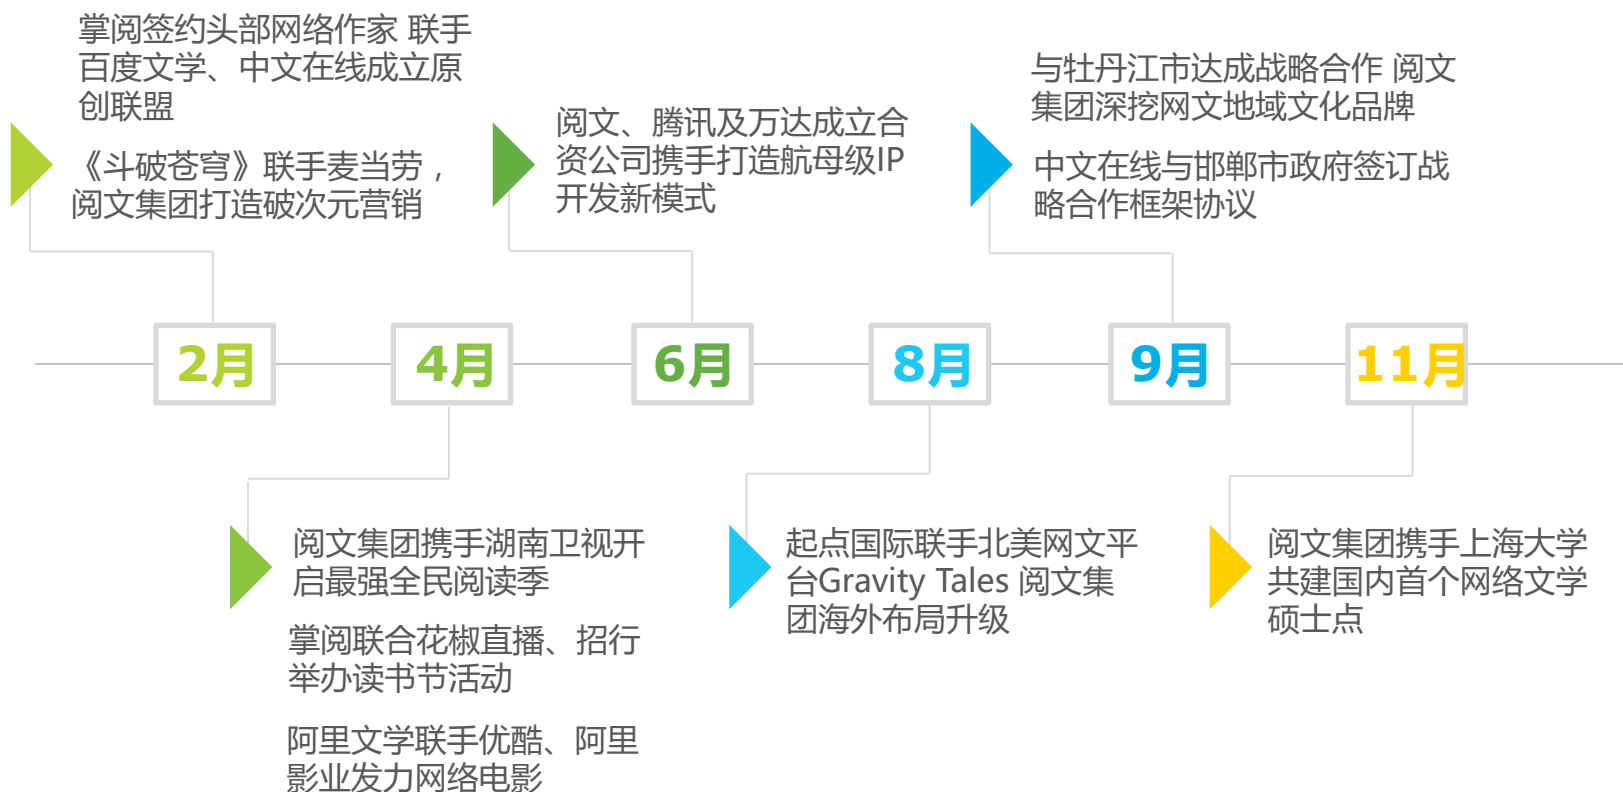 掌阅签约头部网络作家 联手
百度文学、中文在线成立原
创联盟
《斗破苍穹》联手麦当劳，
阅文集团打造破次元营销
阅文、腾讯及万达成立合
资公司携手打造航母级IP
开发新模式
与牡丹江市达成战略合作 阅文
集团深挖网文地域文化品牌
中文在线与邯郸市政府签订战
略合作框架协议
2月
4月
6月
8月
9月
11月
阅文集团携手湖南卫视开
启最强全民阅读季
掌阅联合花椒直播、招行
举办读书节活动
阿里文学联手优酷、阿里
影业发力网络电影
起点国际联手北美网文平
台Gravity Tales 阅文集
团海外布局升级
阅文集团携手上海大学
共建国内首个网络文学
硕士点